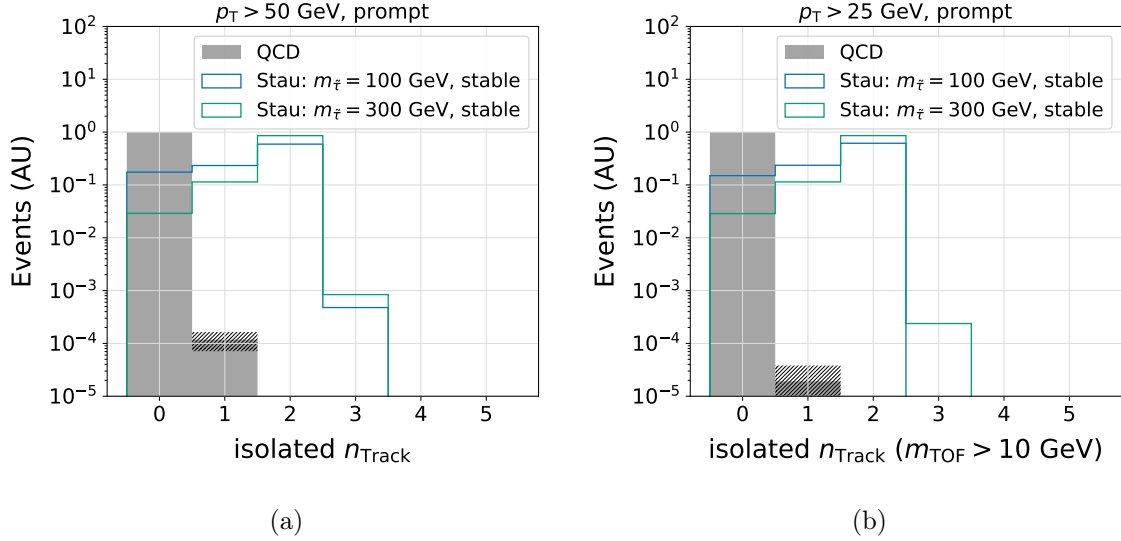 p_T > 50 GeV, prompt
QCD
Stau: m_τ̃ = 100 GeV, stable
Stau: m_τ̃ = 300 GeV, stable
Events (AU)
10^2
10^1
10^0
10^−1
10^−2
10^−3
10^−4
10^−5
0 1 2 3 4 5
isolated n_Track
(a)
p_T > 25 GeV, prompt
QCD
Stau: m_τ̃ = 100 GeV, stable
Stau: m_τ̃ = 300 GeV, stable
Events (AU)
10^2
10^1
10^0
10^−1
10^−2
10^−3
10^−4
10^−5
0 1 2 3 4 5
isolated n_Track (m_TOF > 10 GeV)
(b)